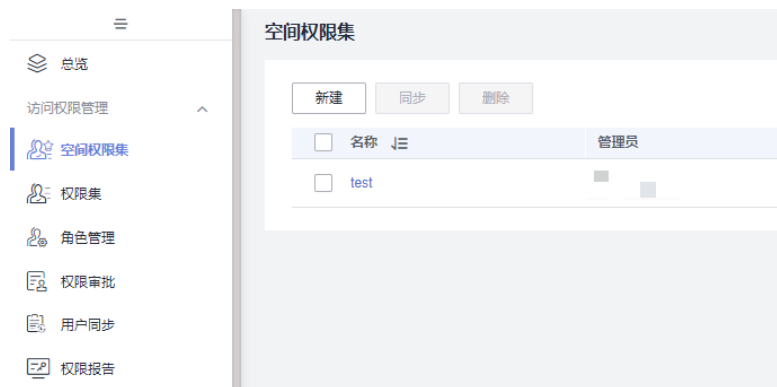 总览
访问权限管理
空间权限集
权限集
角色管理
权限审批
用户同步
权限报告
空间权限集
新建 同步 删除
名称 管理员
test